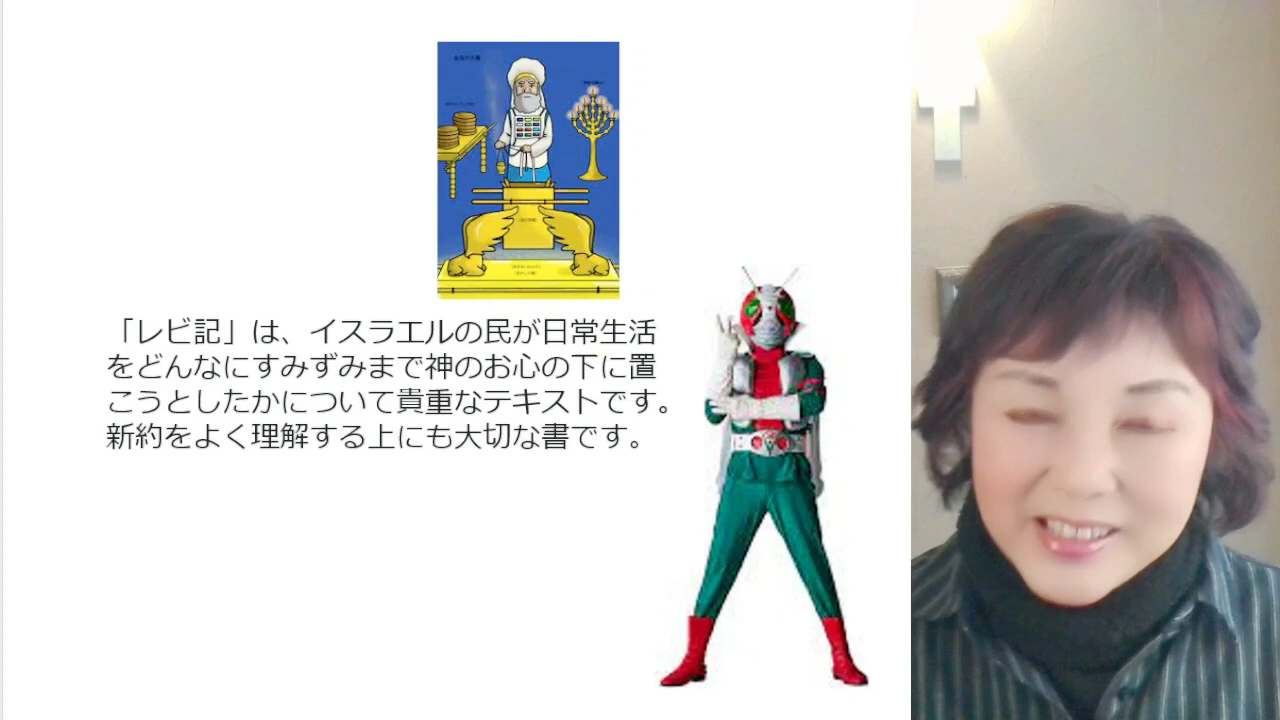 「レビ記」は、イスラエルの民が日常生活
をどんなにすみずみまで神のお心の下に置
こうとしたかについて貴重なテキストです。
新約をよく理解する上にも大切な書です。